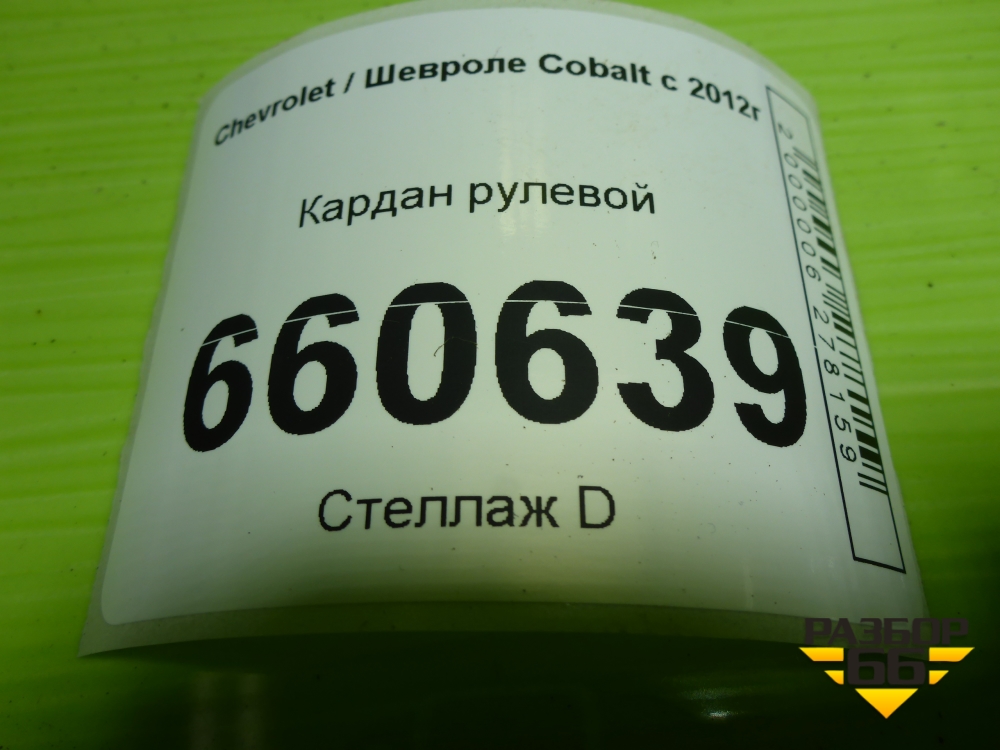 Chevrolet / Шевроле Cobalt с 2012г
Кардан рулевой
660639
Стеллаж D
2000006278159
РАЗБОР
66